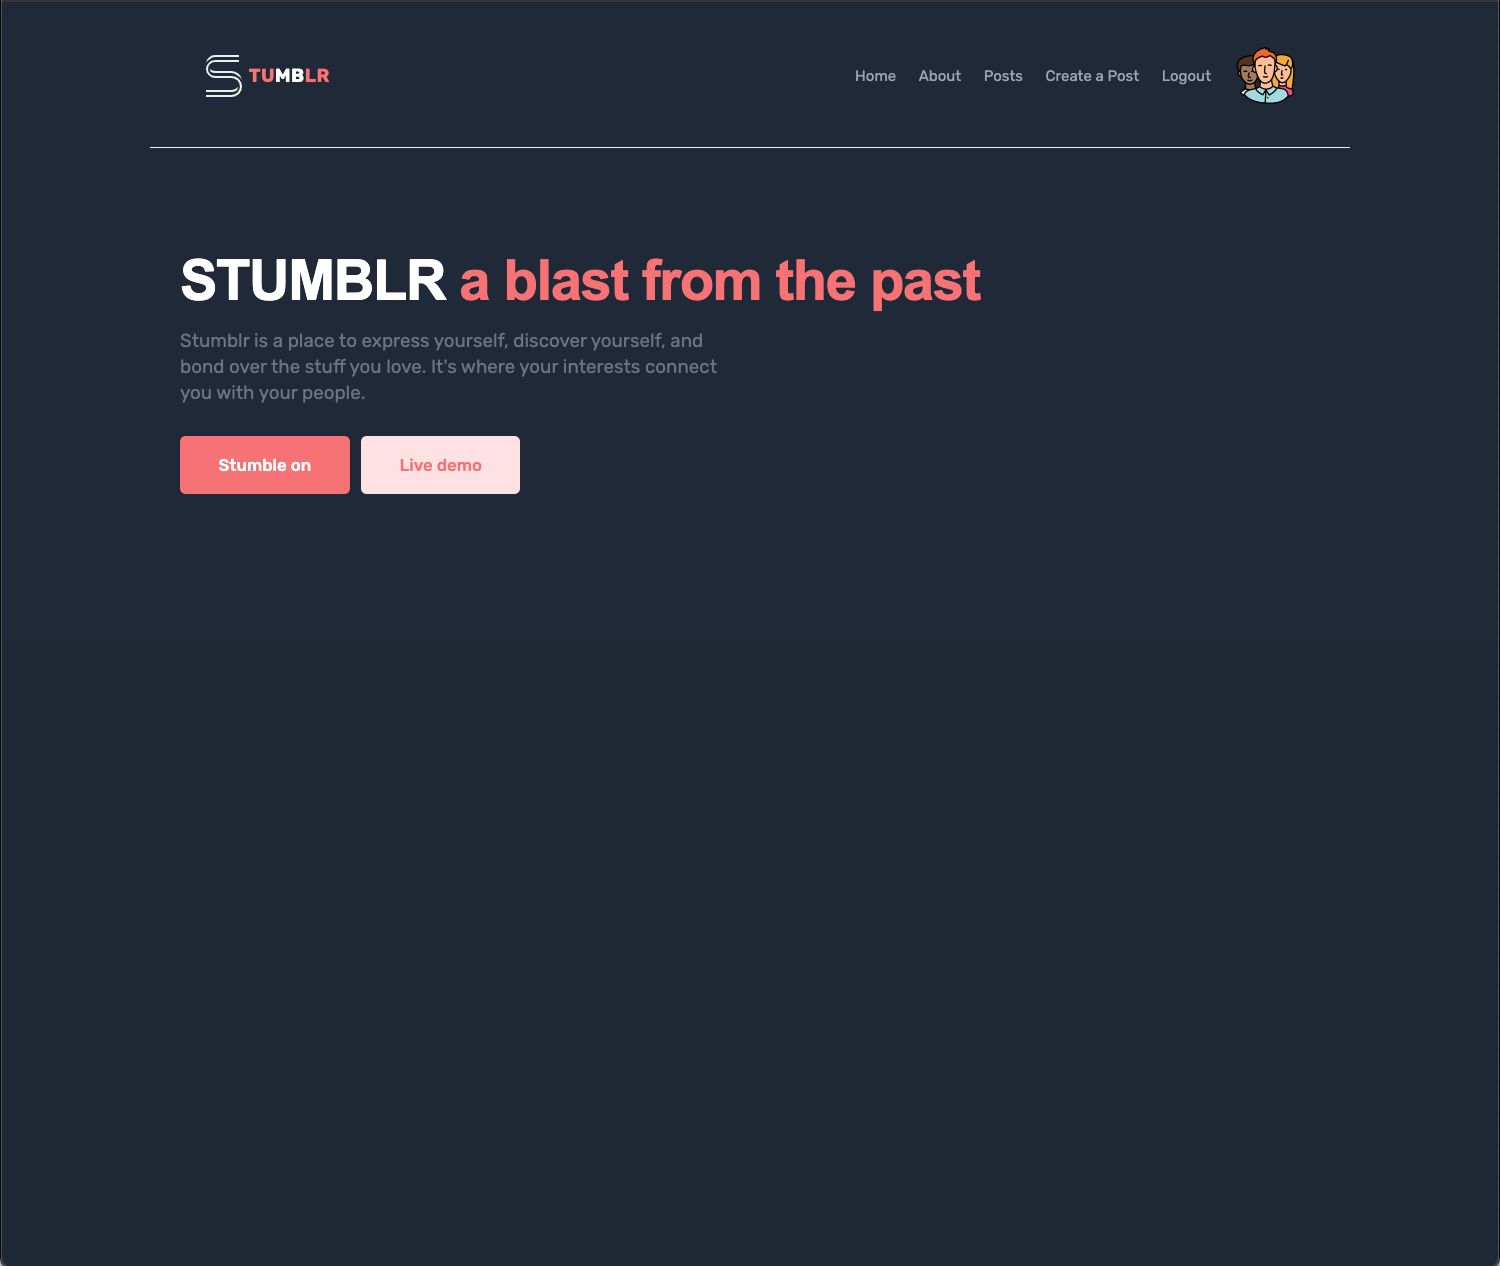 STUMBLR
Home About Posts Create a Post Logout
STUMBLR a blast from the past
Stumblr is a place to express yourself, discover yourself, and
bond over the stuff you love. It's where your interests connect
you with your people.
Stumble on Live demo